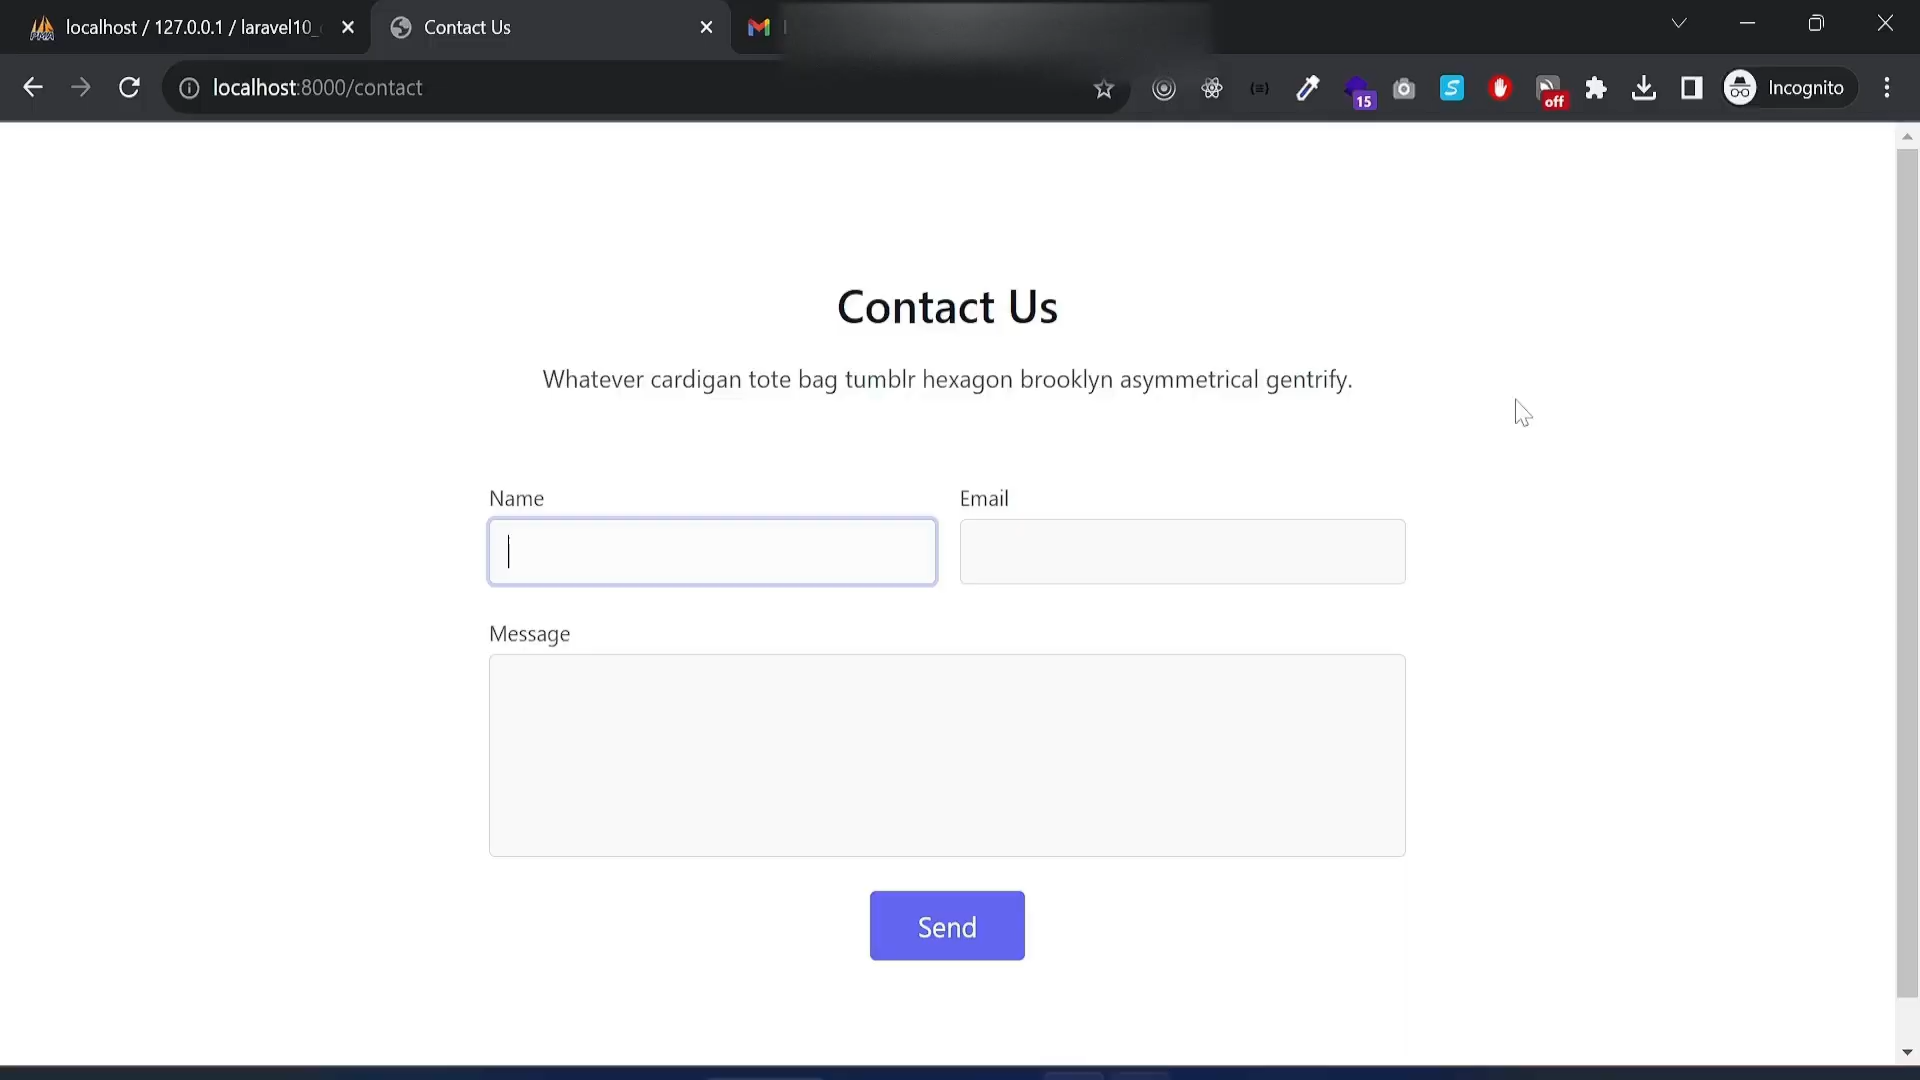 localhost / 127.0.0.1 / laravel10_
Contact Us
localhost:8000/contact
15
off
Incognito
Contact Us
Whatever cardigan tote bag tumblr hexagon brooklyn asymmetrical gentrify.
Name
Email
Message
Send